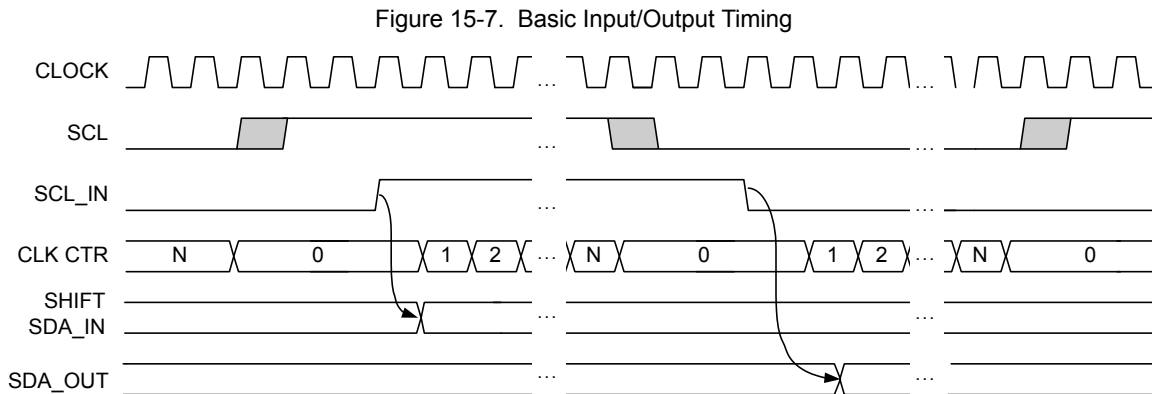 Figure 15-7. Basic Input/Output Timing
CLOCK ... ...
SCL ... ...
SCL_IN ... ...
CLK CTR N 0 1 2 ... N 0 1 2 ... N 0
SHIFT
SDA_IN ... ...
SDA_OUT ... ...